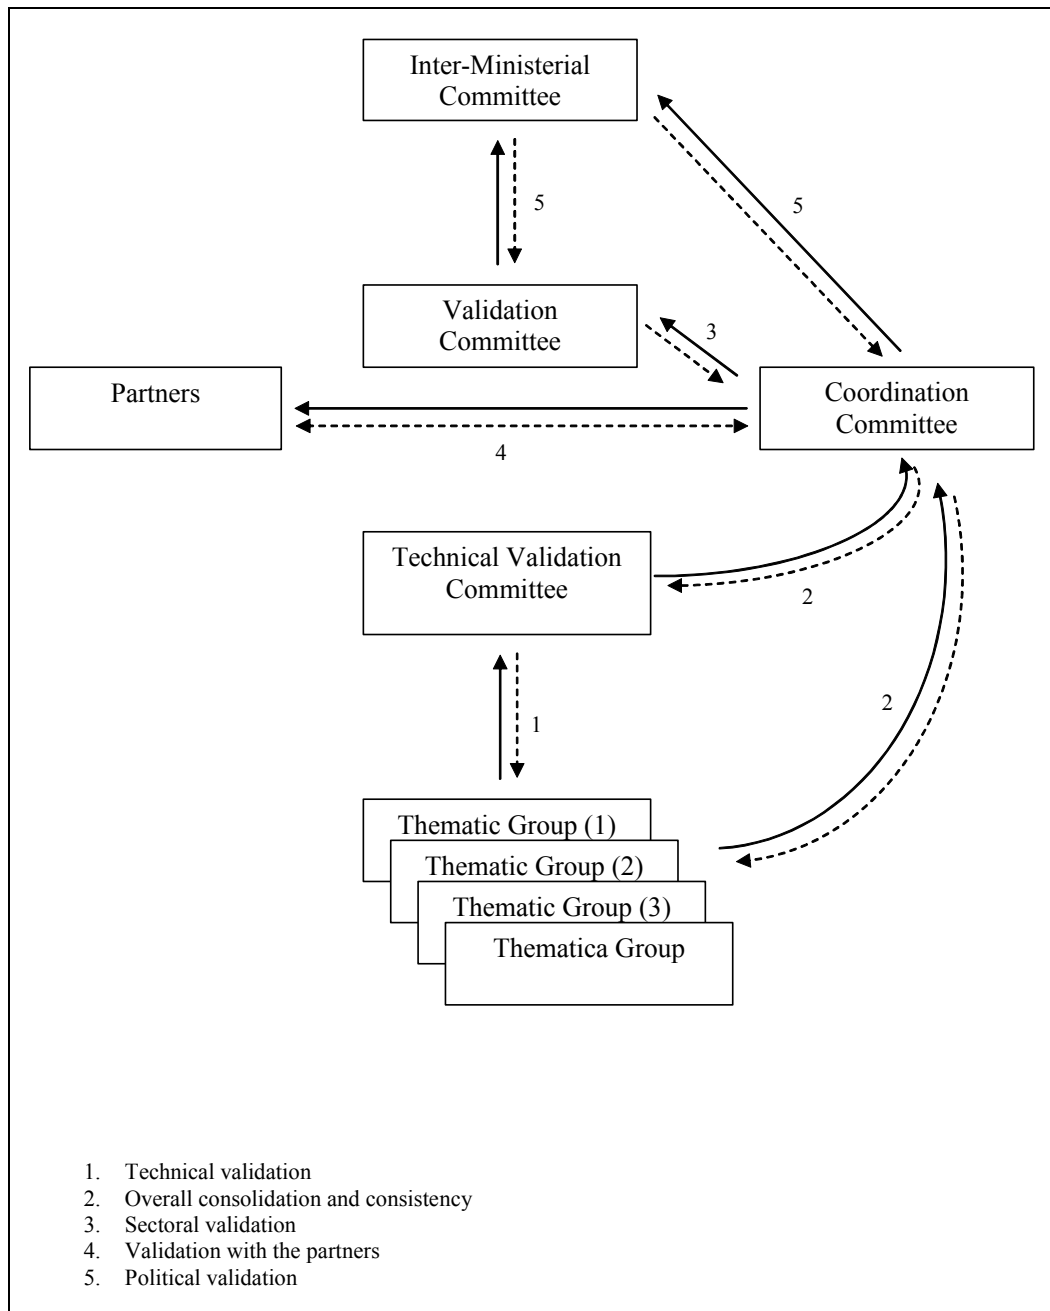 Inter-Ministerial
Committee
5
5
Validation
Committee
3
Partners
Coordination
Committee
4
Technical Validation
Committee
2
2
1
Thematic Group (1)
Thematic Group (2)
Thematic Group (3)
Thematica Group
1. Technical validation
2. Overall consolidation and consistency
3. Sectoral validation
4. Validation with the partners
5. Political validation